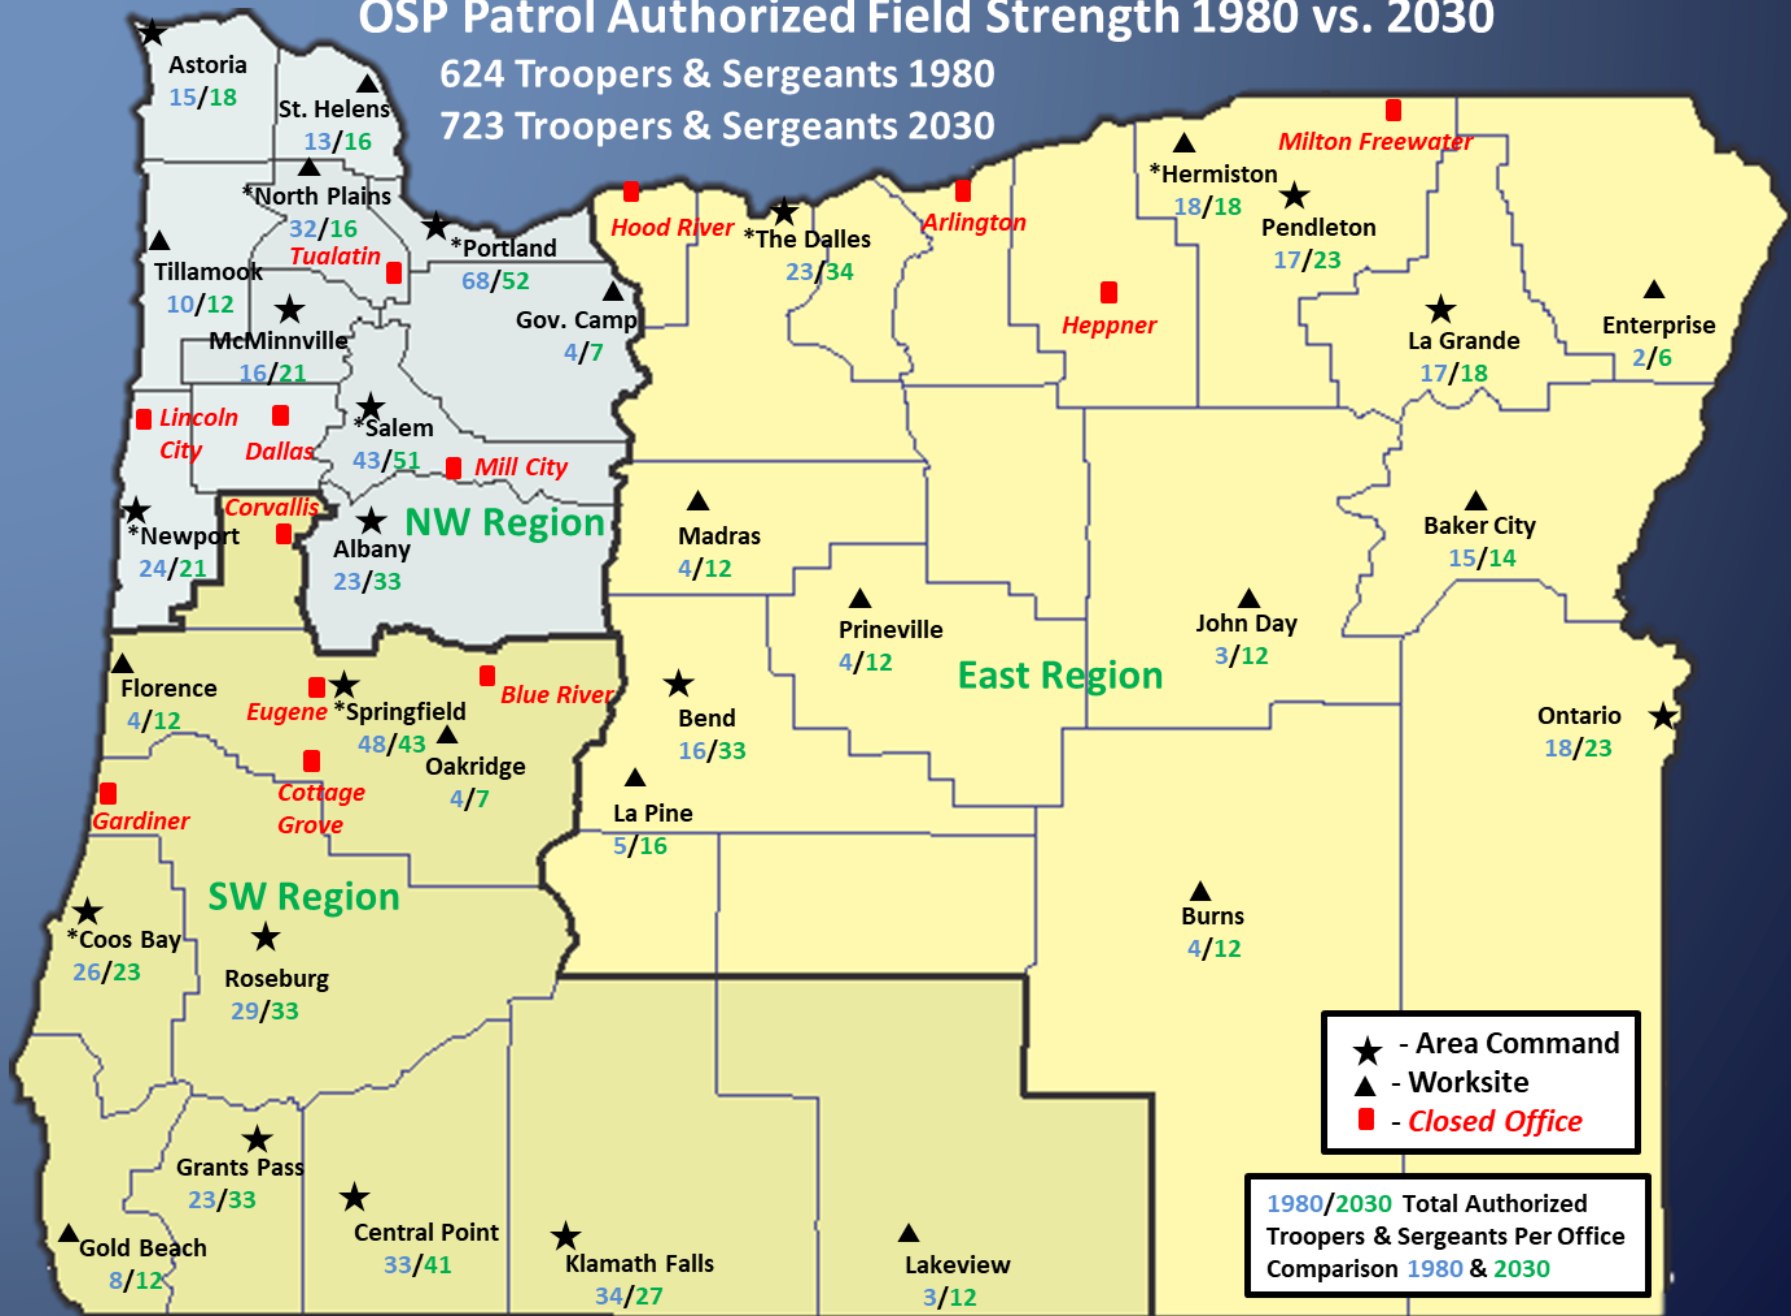 OSP Patrol Authorized Field Strength 1980 vs. 2030
624 Troopers & Sergeants 1980
723 Troopers & Sergeants 2030
Astoria
15/18
St. Helens
13/16
*North Plains
32/16
Tualatin
*Portland
68/52
Tillamook
10/12
McMinnville
16/21
Gov. Camp
4/7
Lincoln
City
Dallas
*Salem
43/51
Mill City
Corvallis
*Newport
24/21
Albany
23/33
NW Region
Hood River
*The Dalles
23/34
Arlington
Heppner
*Hermiston
18/18
Milton Freewater
Pendleton
17/23
La Grande
17/18
Enterprise
2/6
Madras
4/12
Prineville
4/12
East Region
John Day
3/12
Baker City
15/14
Ontario
18/23
Bend
16/33
La Pine
5/16
Burns
4/12
Florence
4/12
Eugene
*Springfield
48/43
Blue River
Oakridge
4/7
Cottage
Grove
Gardiner
SW Region
*Coos Bay
26/23
Roseburg
29/33
Grants Pass
23/33
Gold Beach
8/12
Central Point
33/41
Klamath Falls
34/27
Lakeview
3/12
- Area Command
- Worksite
- Closed Office
1980/2030 Total Authorized
Troopers & Sergeants Per Office
Comparison 1980 & 2030